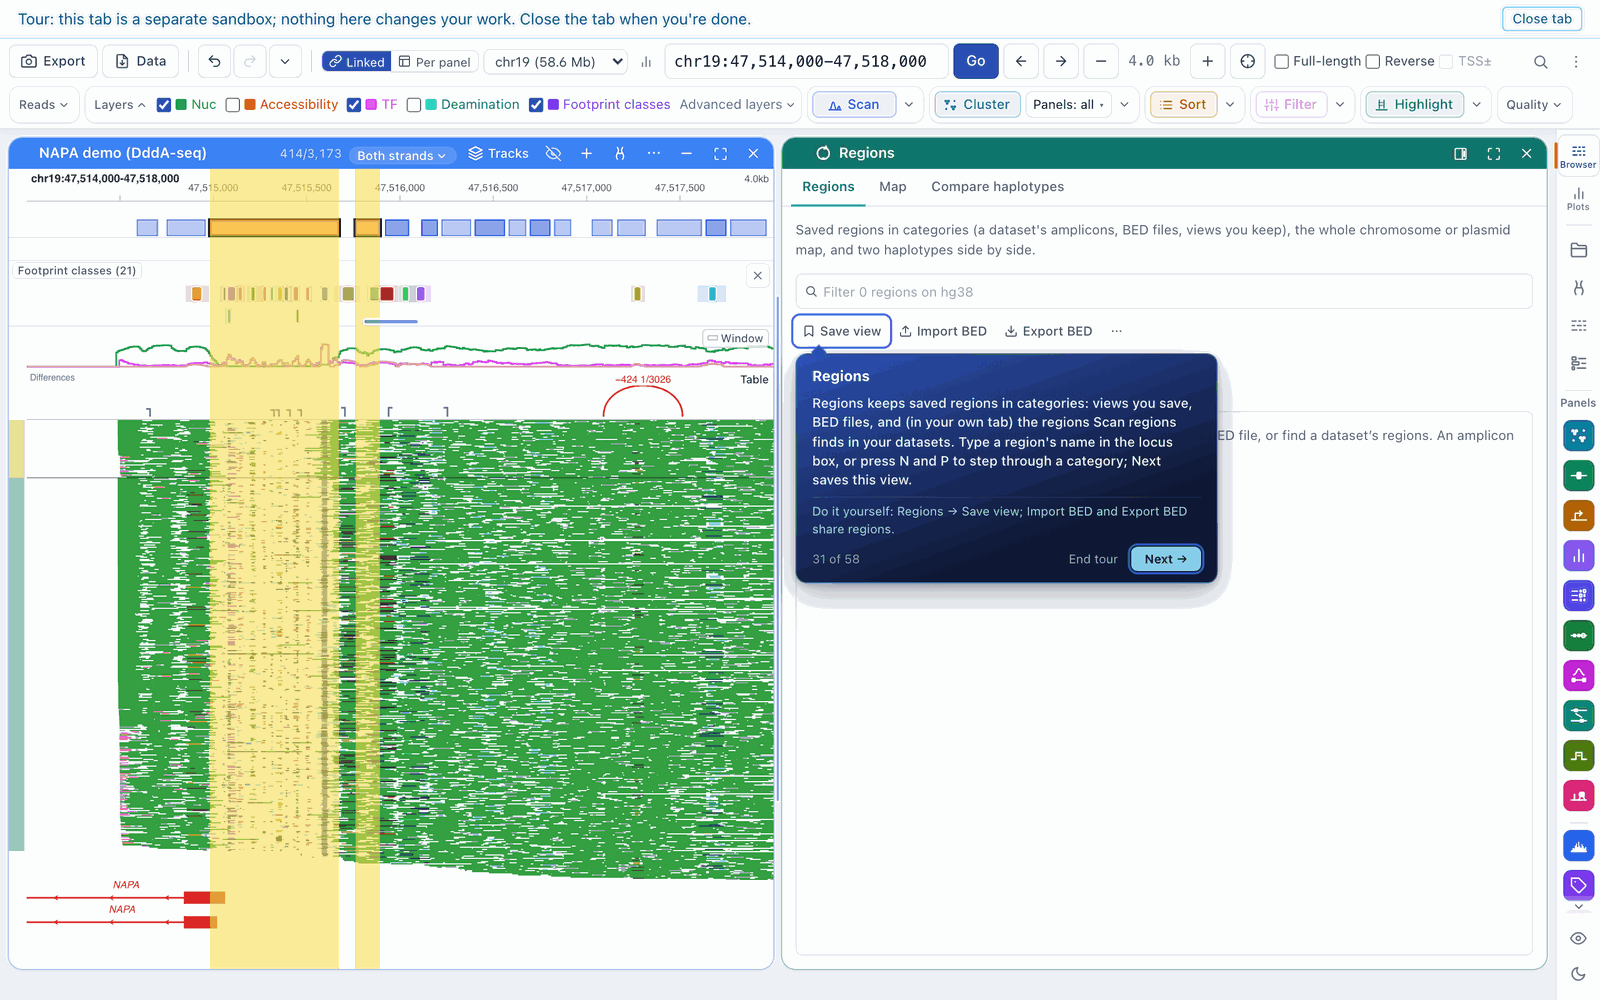 Tour: this tab is a separate sandbox; nothing here changes your work. Close the tab when you're done.
Close tab
Export
Data
Linked
Per panel
chr19 (58.6 Mb)
chr19:47,514,000–47,518,000
Go
4.0 kb
Full-length
Reverse
TSS±
Reads
Layers
Nuc
Accessibility
TF
Deamination
Footprint classes
Advanced layers
Scan
Cluster
Panels: all
Sort
Filter
Highlight
Quality
NAPA demo (DddA-seq)
414/3,173
Both strands
Tracks
chr19:47,514,000-47,518,000
4.0kb
47,515,000
47,515,500
47,516,000
47,516,500
47,517,000
47,517,500
Footprint classes (21)
Window
Differences
−424 1/3026
Table
NAPA
NAPA
Regions
Regions
Map
Compare haplotypes
Saved regions in categories (a dataset's amplicons, BED files, views you keep), the whole chromosome or plasmid
map, and two haplotypes side by side.
Filter 0 regions on hg38
Save view
Import BED
Export BED
ED file, or find a dataset's regions. An amplicon
Regions
Regions keeps saved regions in categories: views you save,
BED files, and (in your own tab) the regions Scan regions
finds in your datasets. Type a region's name in the locus
box, or press N and P to step through a category; Next
saves this view.
Do it yourself: Regions → Save view; Import BED and Export BED
share regions.
31 of 58
End tour
Next →
Browser
Plots
Panels